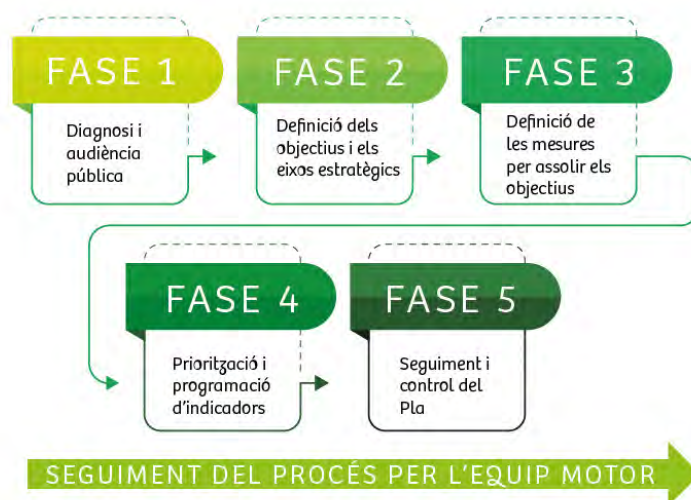 FASE 1
Diagnosi i
audiència
pública
FASE 2
Definició dels
objectius i els
eixos estratègics
FASE 3
Definició de
les mesures
per assolir els
objectius
FASE 4
Priorització i
programació
d'indicadors
FASE 5
Seguiment i
control del
Pla
SEGUIMENT DEL PROCÉS PER L'EQUIP MOTOR